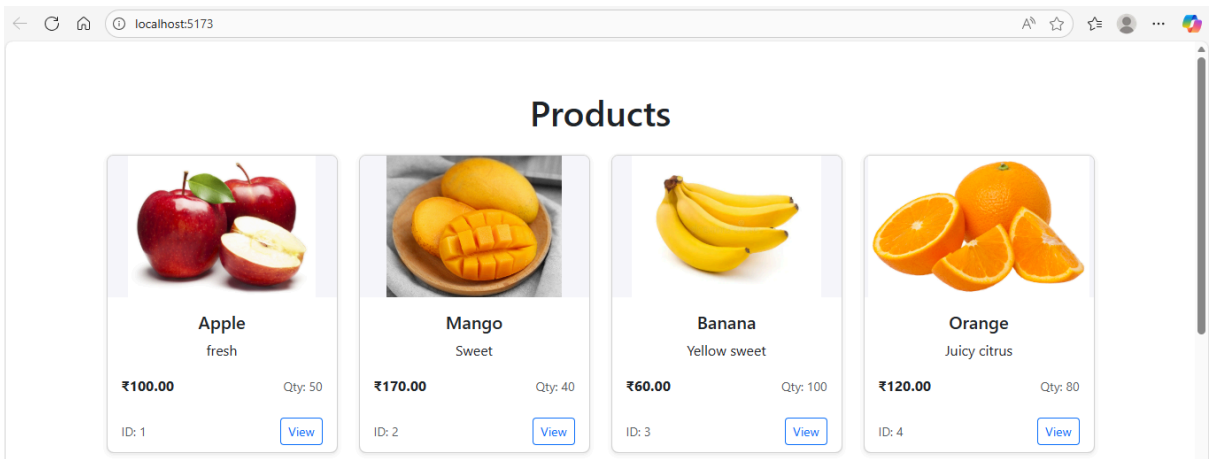 localhost:5173
Products
Apple
fresh
₹100.00 Qty: 50
ID: 1 View
Mango
Sweet
₹170.00 Qty: 40
ID: 2 View
Banana
Yellow sweet
₹60.00 Qty: 100
ID: 3 View
Orange
Juicy citrus
₹120.00 Qty: 80
ID: 4 View